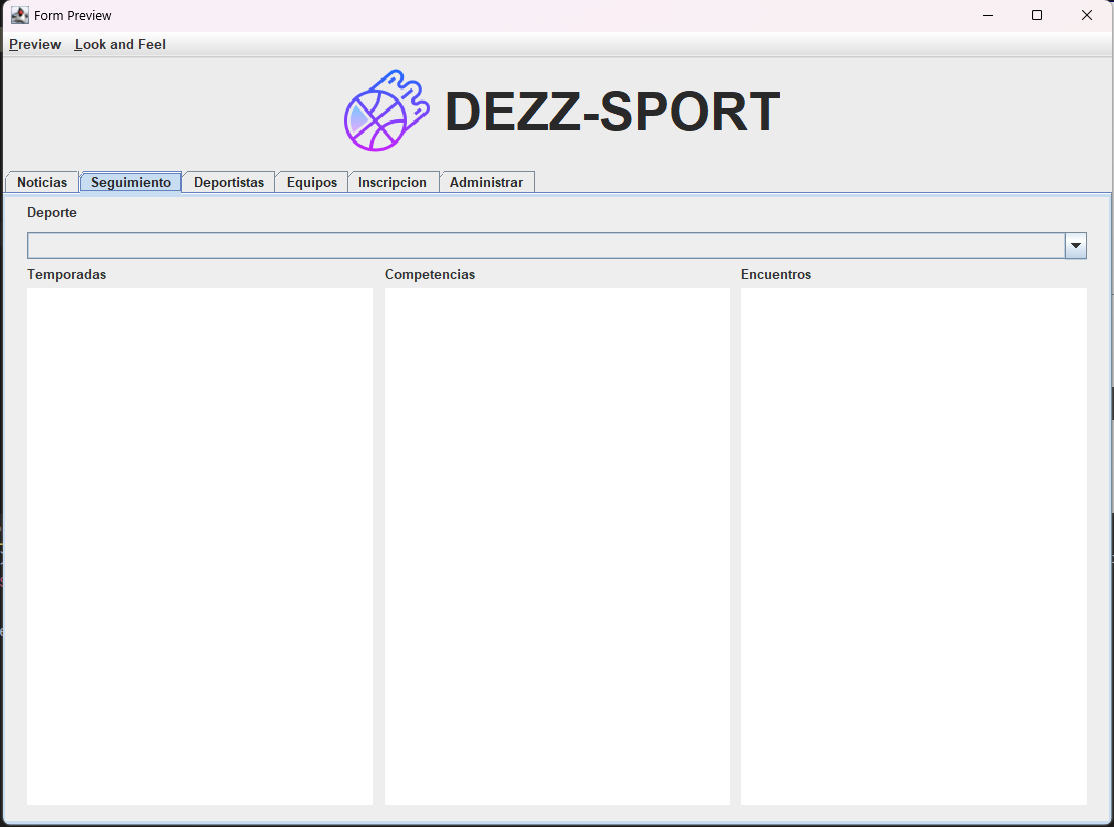 Form Preview
Preview Look and Feel
DEZZ-SPORT
Noticias Seguimiento Deportistas Equipos Inscripcion Administrar
Deporte
Temporadas Competencias Encuentros